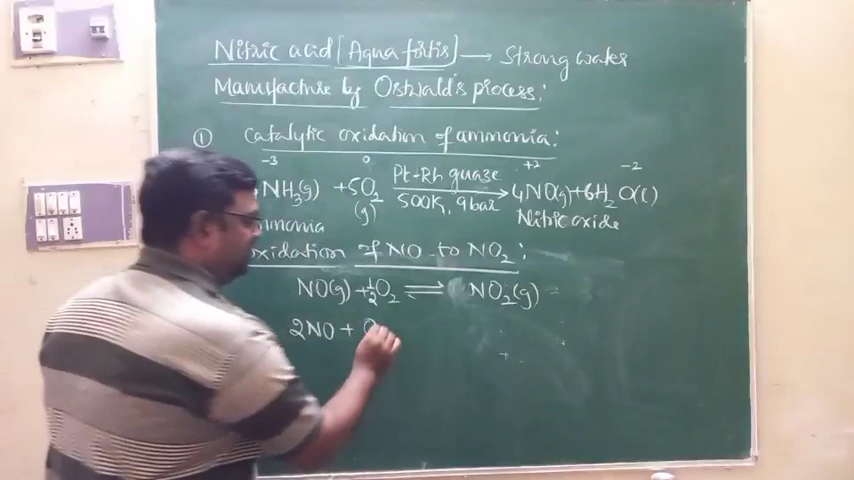 Nitric acid [Aqua fortis] → Strong water
Manufacture by Ostwald's process:
① Catalytic oxidation of ammonia:
-3 0 +2 -2
NH₃(g) + 5O₂ (g) Pt-Rh guaze → 500K, 9bar 4NO(g) + 6H₂O(l)
Nitric oxide
of NO to NO₂:
NO(g) + ½O₂ ⇌ NO₂(g)
2NO + O